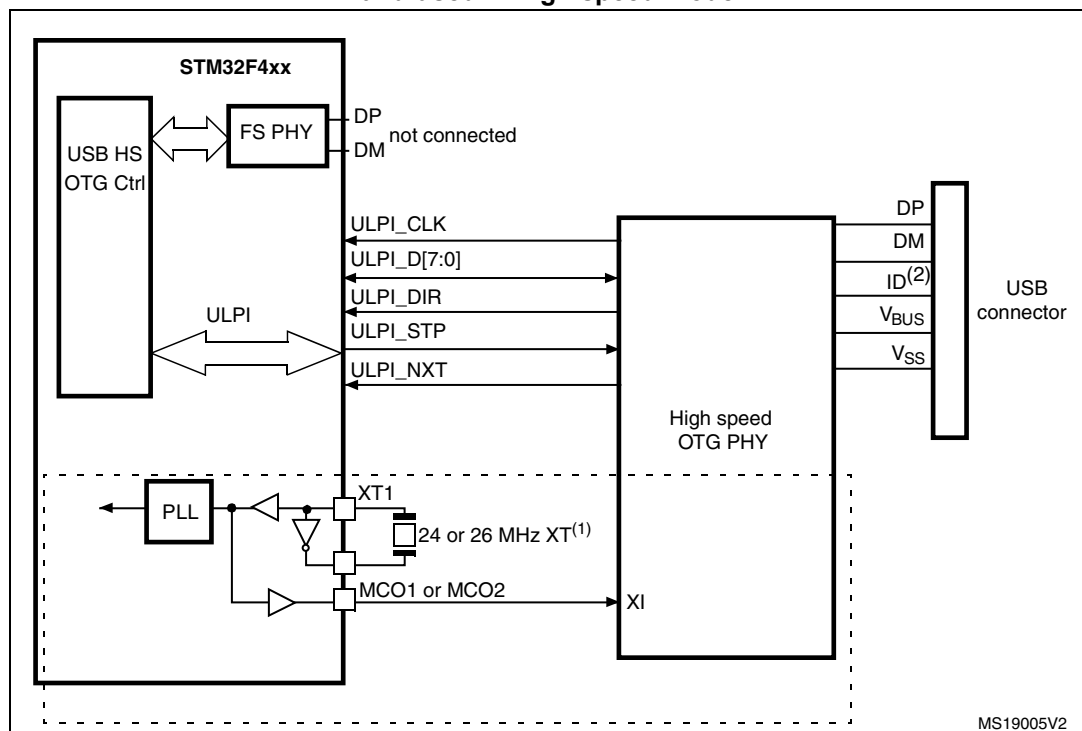 STM32F4xx
USB HS
OTG Ctrl
FS PHY
DP
DM
not connected
ULPI
ULPI_CLK
ULPI_D[7:0]
ULPI_DIR
ULPI_STP
ULPI_NXT
High speed
OTG PHY
DP
DM
ID(2)
VBUS
VSS
USB
connector
PLL
XT1
24 or 26 MHz XT(1)
MCO1 or MCO2
XI
MS19005V2